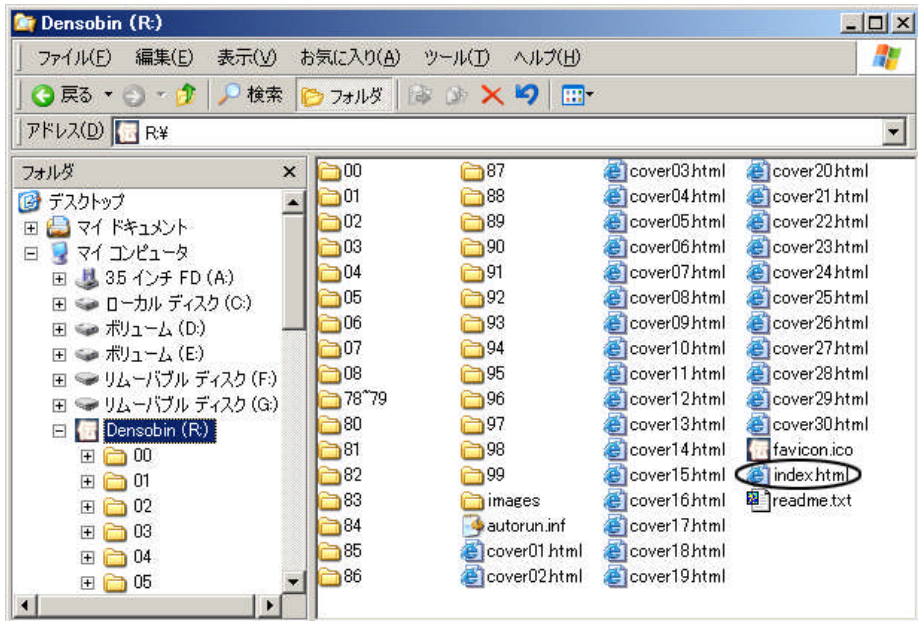 Densobin (R:)
ファイル(F) 編集(E) 表示(V) お気に入り(A) ツール(T) ヘルプ(H)
戻る 検索 フォルダ
アドレス(D) R:¥
フォルダ ×
デスクトップ
マイ ドキュメント
マイ コンピュータ
3.5 インチ FD (A:)
ローカル ディスク (C:)
ボリューム (D:)
ボリューム (E:)
リムーバブル ディスク (F:)
リムーバブル ディスク (G:)
Densobin (R:)
00
01
02
03
04
05
00
01
02
03
04
05
06
07
08
78~79
80
81
82
83
84
85
86
87
88
89
90
91
92
93
94
95
96
97
98
99
images
autorun.inf
cover01.html
cover02.html
cover03.html
cover04.html
cover05.html
cover06.html
cover07.html
cover08.html
cover09.html
cover10.html
cover11.html
cover12.html
cover13.html
cover14.html
cover15.html
cover16.html
cover17.html
cover18.html
cover19.html
cover20.html
cover21.html
cover22.html
cover23.html
cover24.html
cover25.html
cover26.html
cover27.html
cover28.html
cover29.html
cover30.html
favicon.ico
index.html
readme.txt